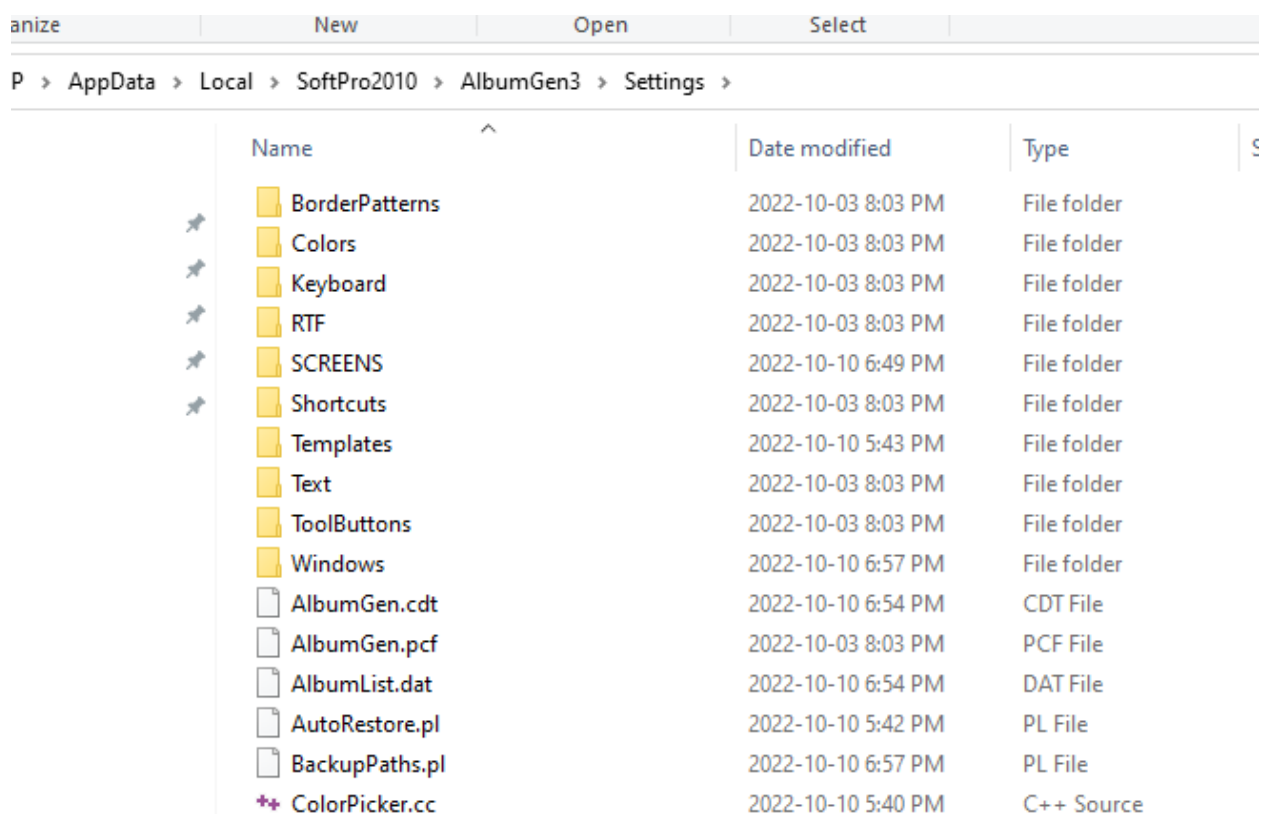 anize New Open Select
P > AppData > Local > SoftPro2010 > AlbumGen3 > Settings >
Name Date modified Type S
BorderPatterns 2022-10-03 8:03 PM File folder
Colors 2022-10-03 8:03 PM File folder
Keyboard 2022-10-03 8:03 PM File folder
RTF 2022-10-03 8:03 PM File folder
SCREENS 2022-10-10 6:49 PM File folder
Shortcuts 2022-10-03 8:03 PM File folder
Templates 2022-10-10 5:43 PM File folder
Text 2022-10-03 8:03 PM File folder
ToolButtons 2022-10-03 8:03 PM File folder
Windows 2022-10-10 6:57 PM File folder
AlbumGen.cdt 2022-10-10 6:54 PM CDT File
AlbumGen.pcf 2022-10-03 8:03 PM PCF File
AlbumList.dat 2022-10-10 6:54 PM DAT File
AutoRestore.pl 2022-10-10 5:42 PM PL File
BackupPaths.pl 2022-10-10 6:57 PM PL File
ColorPicker.cc 2022-10-10 5:40 PM C++ Source